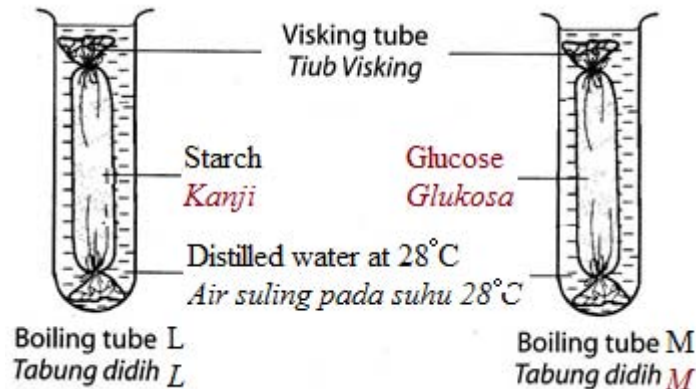 Visking tube
Tiub Visking
Starch
Kanji
Glucose
Glukosa
Distilled water at 28°C
Air suling pada suhu 28°C
Boiling tube L
Tabung didih L
Boiling tube M
Tabung didih M